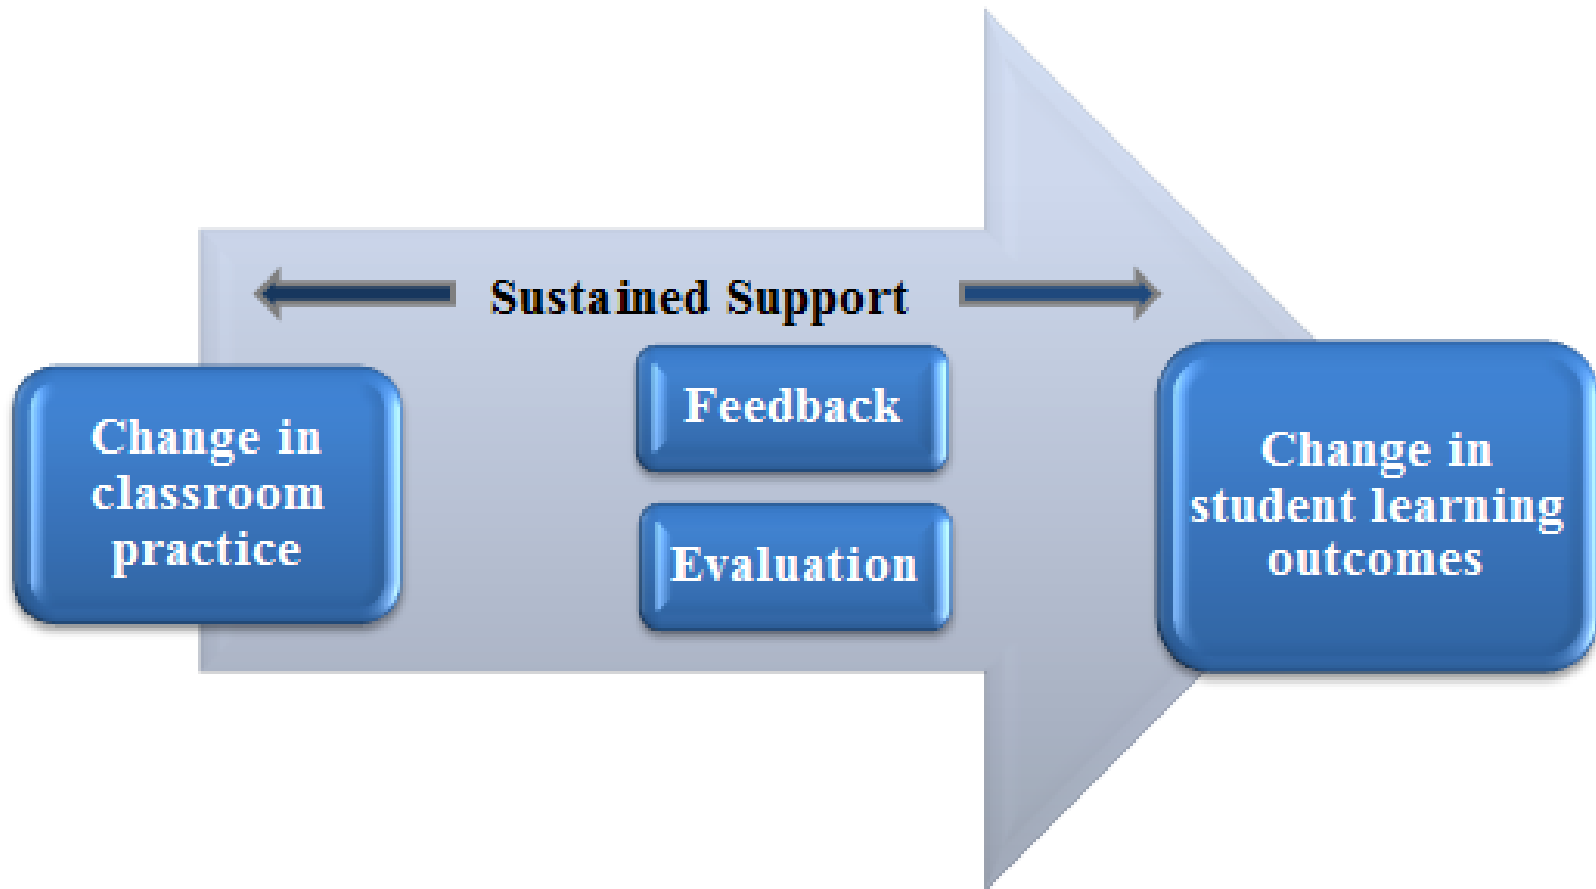 Sustained Support
Feedback
Evaluation
Change in
classroom
practice
Change in
student learning
outcomes